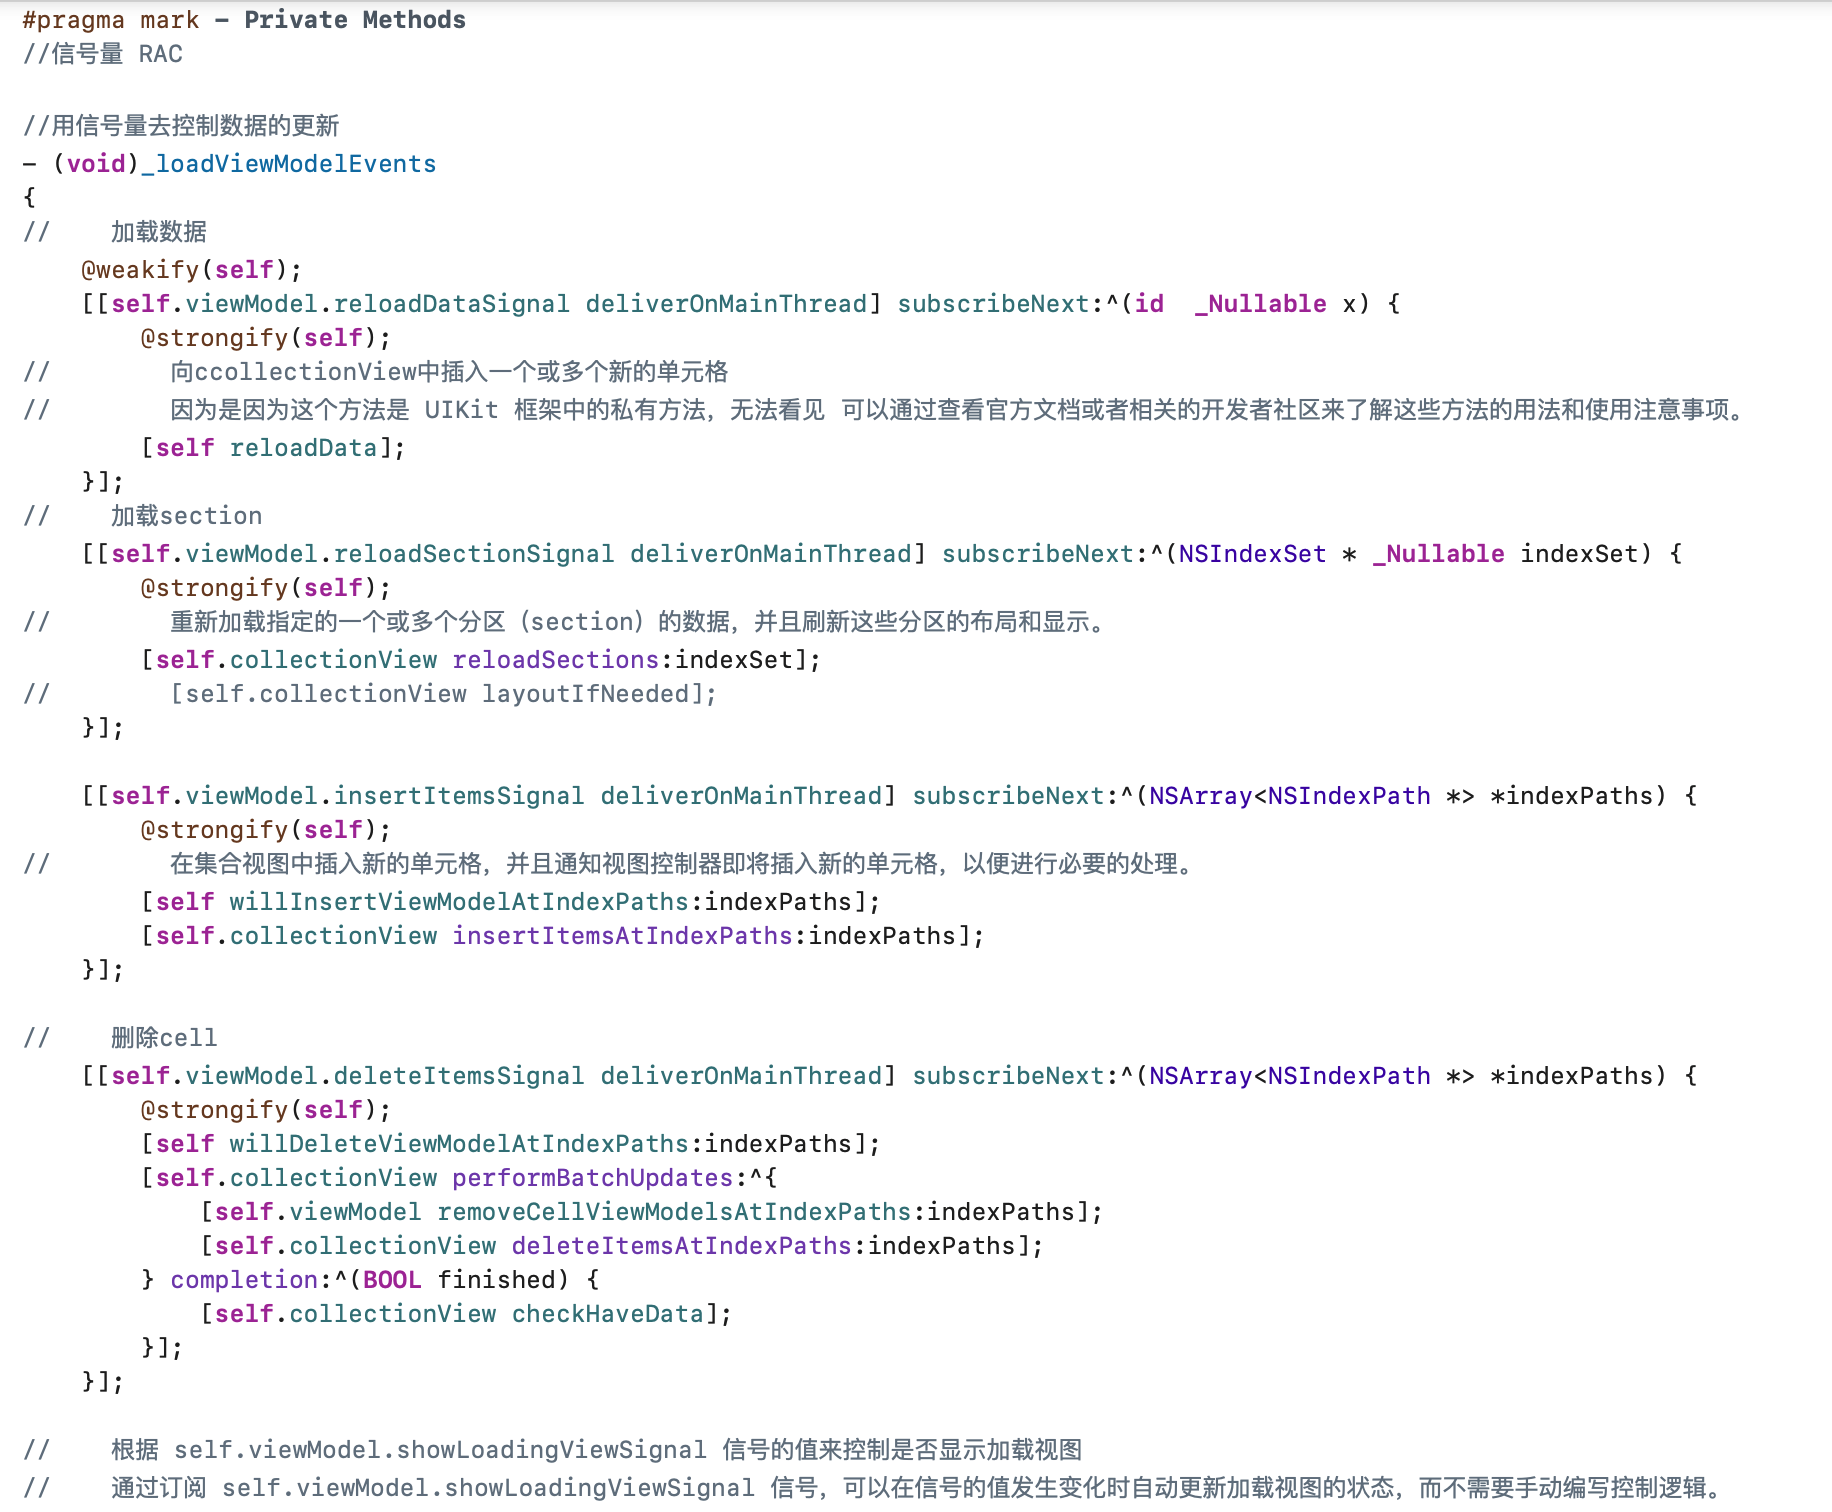 #pragma mark - Private Methods
//信号量 RAC
//用信号量去控制数据的更新
- (void)_loadViewModelEvents
{
//    加载数据
    @weakify(self);
    [[self.viewModel.reloadDataSignal deliverOnMainThread] subscribeNext:^(id  _Nullable x) {
        @strongify(self);
//        向ccollectionView中插入一个或多个新的单元格
//        因为是因为这个方法是 UIKit 框架中的私有方法，无法看见 可以通过查看官方文档或者相关的开发者社区来了解这些方法的用法和使用注意事项。
        [self reloadData];
    }];
//    加载section
    [[self.viewModel.reloadSectionSignal deliverOnMainThread] subscribeNext:^(NSIndexSet * _Nullable indexSet) {
        @strongify(self);
//        重新加载指定的一个或多个分区（section）的数据，并且刷新这些分区的布局和显示。
        [self.collectionView reloadSections:indexSet];
//        [self.collectionView layoutIfNeeded];
    }];
    [[self.viewModel.insertItemsSignal deliverOnMainThread] subscribeNext:^(NSArray<NSIndexPath *> *indexPaths) {
        @strongify(self);
//        在集合视图中插入新的单元格，并且通知视图控制器即将插入新的单元格，以便进行必要的处理。
        [self willInsertViewModelAtIndexPaths:indexPaths];
        [self.collectionView insertItemsAtIndexPaths:indexPaths];
    }];
//    删除cell
    [[self.viewModel.deleteItemsSignal deliverOnMainThread] subscribeNext:^(NSArray<NSIndexPath *> *indexPaths) {
        @strongify(self);
        [self willDeleteViewModelAtIndexPaths:indexPaths];
        [self.collectionView performBatchUpdates:^{
            [self.viewModel removeCellViewModelsAtIndexPaths:indexPaths];
            [self.collectionView deleteItemsAtIndexPaths:indexPaths];
        } completion:^(BOOL finished) {
            [self.collectionView checkHaveData];
        }];
    }];
//    根据 self.viewModel.showLoadingViewSignal 信号的值来控制是否显示加载视图
//    通过订阅 self.viewModel.showLoadingViewSignal 信号，可以在信号的值发生变化时自动更新加载视图的状态，而不需要手动编写控制逻辑。